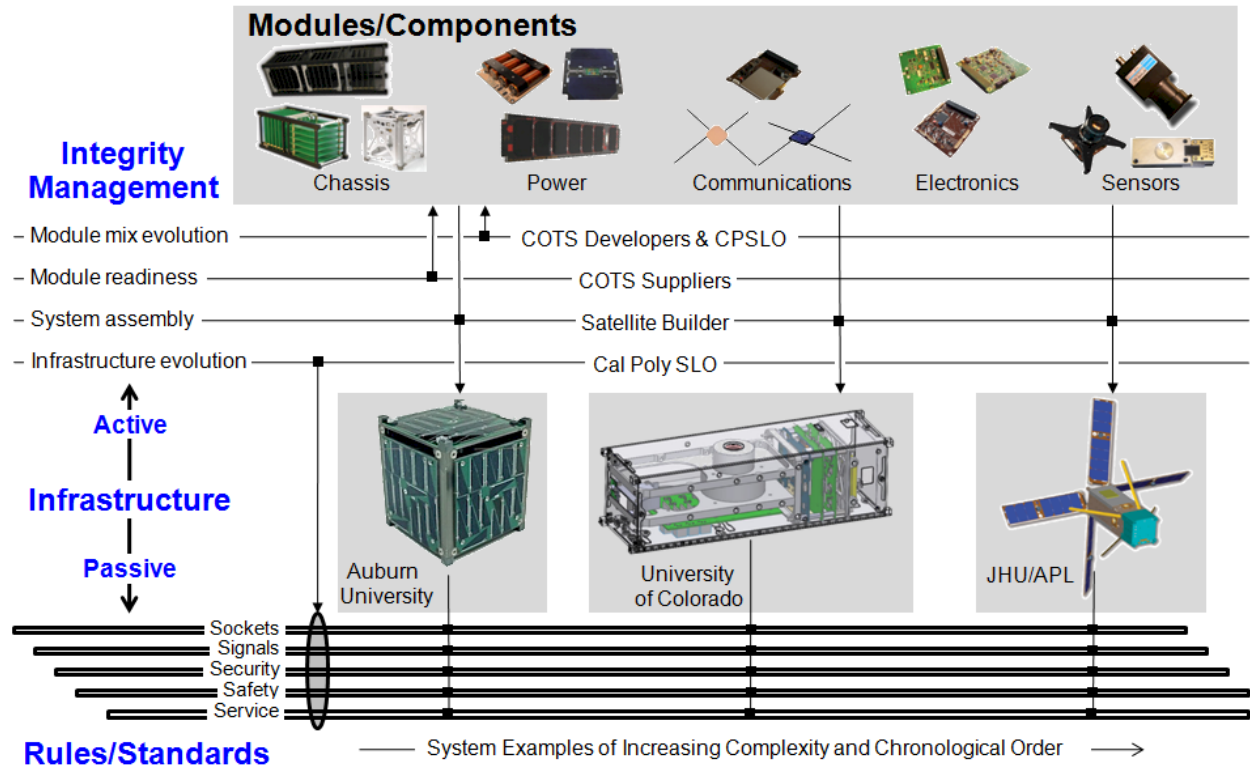 Modules/Components
Integrity
Management
Chassis
Power
Communications
Electronics
Sensors
Module mix evolution
COTS Developers & CPSLO
Module readiness
COTS Suppliers
System assembly
Satellite Builder
Infrastructure evolution
Cal Poly SLO
Active
Infrastructure
Passive
Auburn
University
University
of Colorado
JHU/APL
Sockets
Signals
Security
Safety
Service
Rules/Standards
System Examples of Increasing Complexity and Chronological Order